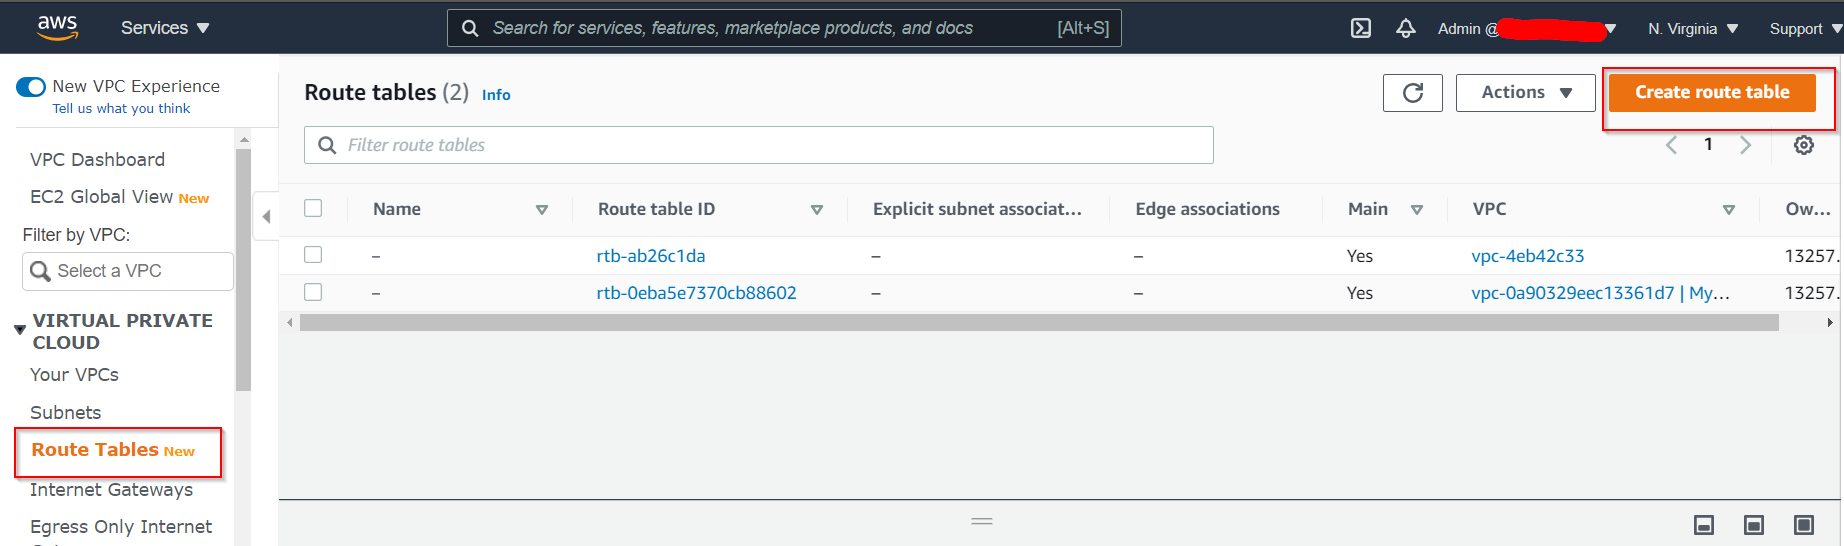 aws
Services
Search for services, features, marketplace products, and docs [Alt+S]
Admin @
N. Virginia
Support
New VPC Experience
Tell us what you think
VPC Dashboard
EC2 Global View New
Filter by VPC:
Select a VPC
VIRTUAL PRIVATE
CLOUD
Your VPCs
Subnets
Route Tables New
Internet Gateways
Egress Only Internet
Route tables (2) Info
Actions
Create route table
Filter route tables
1
Name Route table ID Explicit subnet associat... Edge associations Main VPC Ow...
– rtb-ab26c1da – – Yes vpc-4eb42c33 13257.
– rtb-0eba5e7370cb88602 – – Yes vpc-0a90329eec13361d7 | My... 13257.